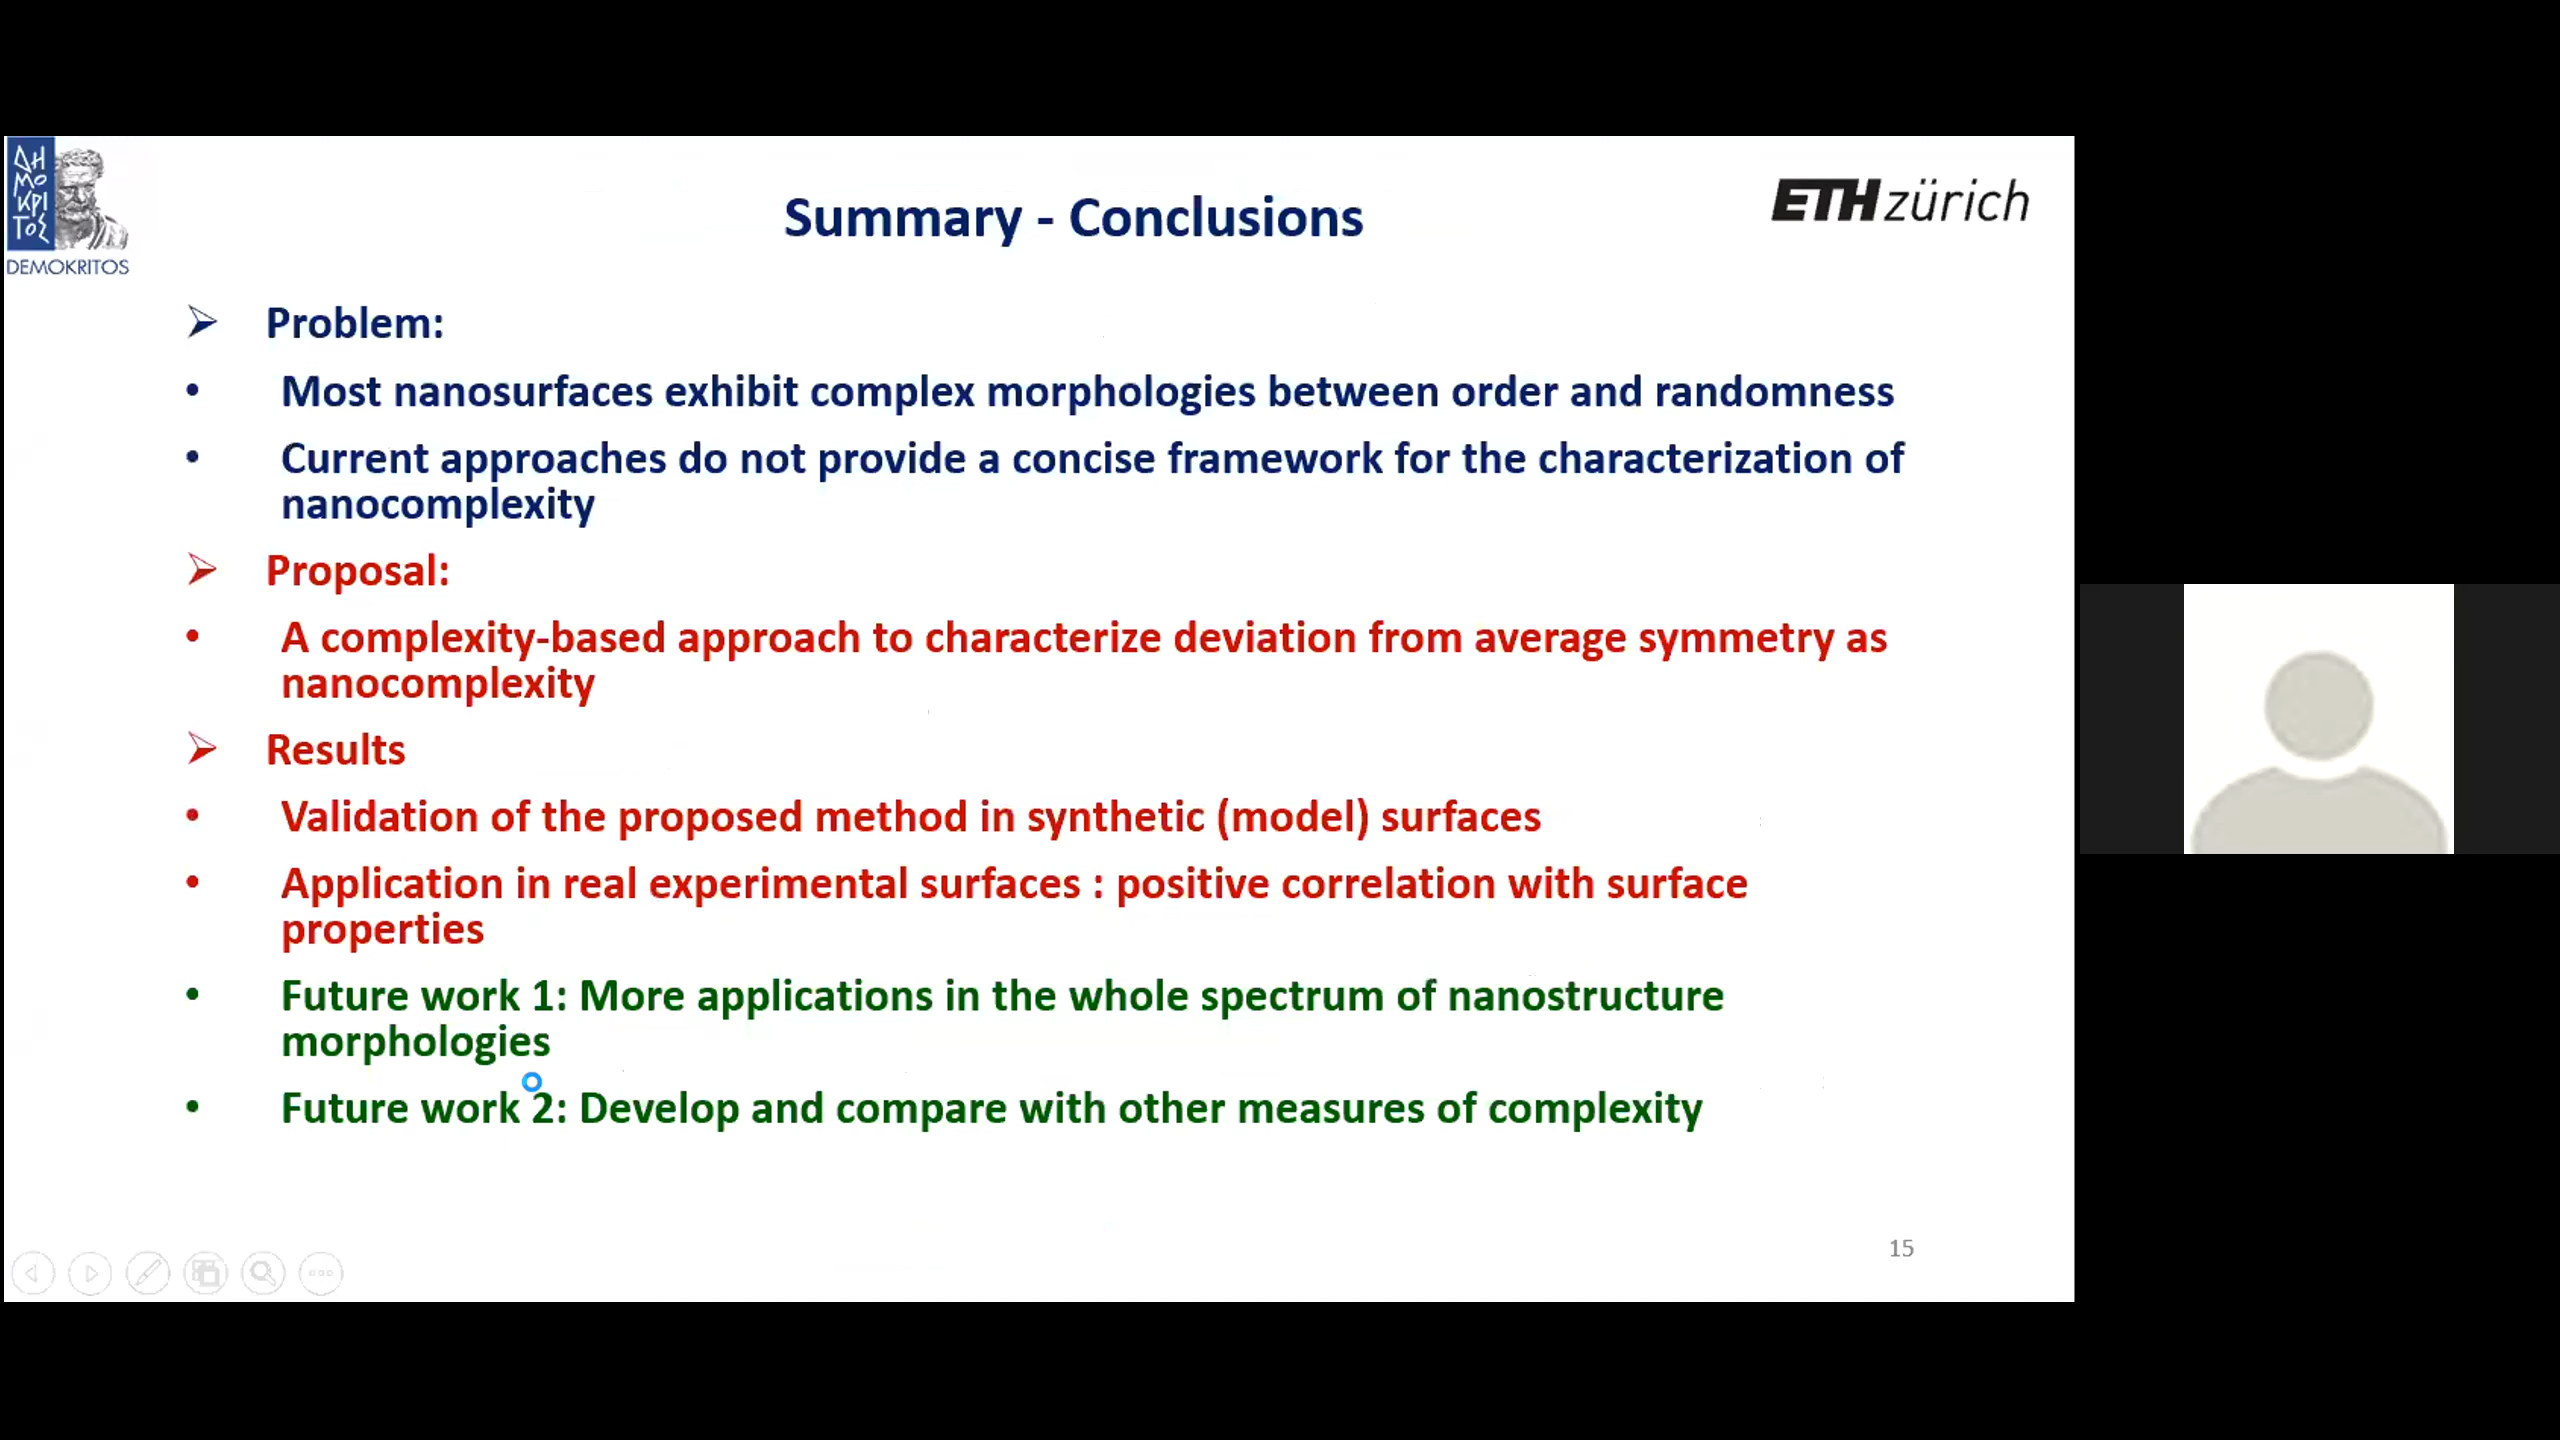 ΔΗ
ΜΟ
ΚΡΙ
ΤΟΣ
DEMOKRITOS
Summary - Conclusions
ETH zürich
➢ Problem:
• Most nanosurfaces exhibit complex morphologies between order and randomness
• Current approaches do not provide a concise framework for the characterization of
nanocomplexity
➢ Proposal:
• A complexity-based approach to characterize deviation from average symmetry as
nanocomplexity
➢ Results
• Validation of the proposed method in synthetic (model) surfaces
• Application in real experimental surfaces : positive correlation with surface
properties
• Future work 1: More applications in the whole spectrum of nanostructure
morphologies
• Future work 2: Develop and compare with other measures of complexity
15